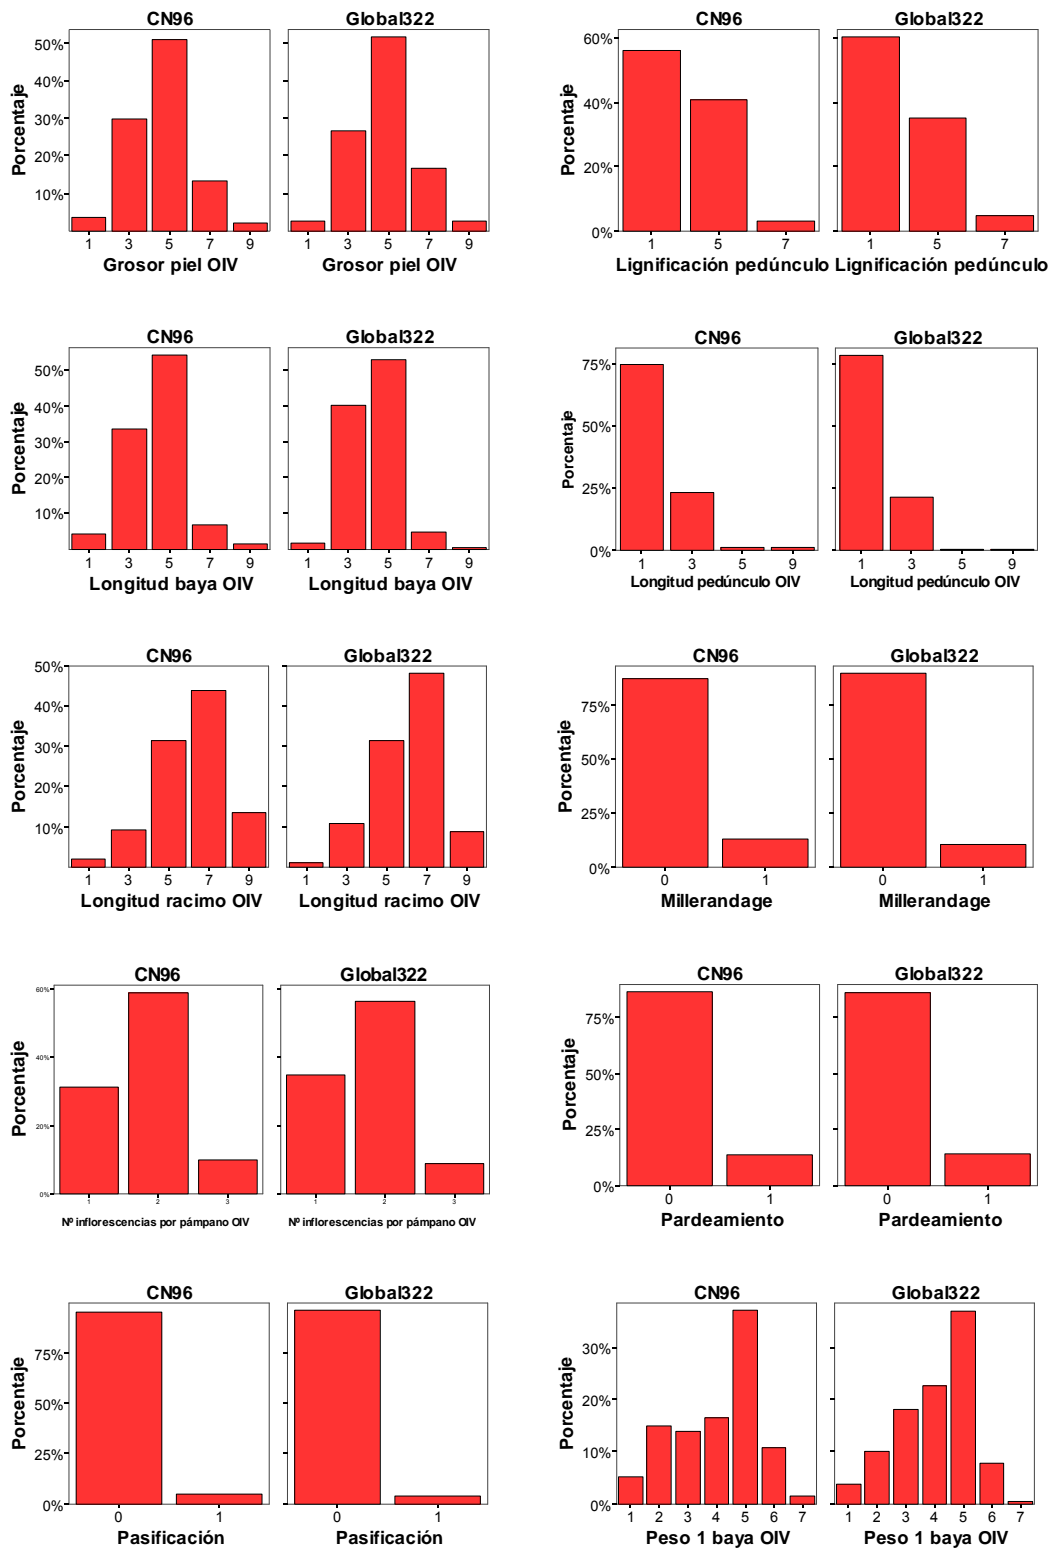 CN96 Global322
Porcentaje
50%
40%
30%
20%
10%
1 3 5 7 9 1 3 5 7 9
Grosor piel OIV Grosor piel OIV
CN96 Global322
Porcentaje
60%
40%
20%
0%
1 5 7 1 5 7
Lignificación pedúnculo Lignificación pedúnculo
CN96 Global322
Porcentaje
50%
40%
30%
20%
10%
1 3 5 7 9 1 3 5 7 9
Longitud baya OIV Longitud baya OIV
CN96 Global322
Porcentaje
75%
50%
25%
0%
1 3 5 9 1 3 5 9
Longitud pedúnculo OIV Longitud pedúnculo OIV
CN96 Global322
Porcentaje
50%
40%
30%
20%
10%
1 3 5 7 9 1 3 5 7 9
Longitud racimo OIV Longitud racimo OIV
CN96 Global322
Porcentaje
75%
50%
25%
0%
0 1 0 1
Millerandage Millerandage
CN96 Global322
Porcentaje
60%
40%
20%
0%
1 2 3 1 2 3
Nº inflorescencias por pámpano OIV Nº inflorescencias por pámpano OIV
CN96 Global322
Porcentaje
75%
50%
25%
0%
0 1 0 1
Pardeamiento Pardeamiento
CN96 Global322
Porcentaje
75%
50%
25%
0%
0 1 0 1
Pasificación Pasificación
CN96 Global322
Porcentaje
30%
20%
10%
0%
1 2 3 4 5 6 7 1 2 3 4 5 6 7
Peso 1 baya OIV Peso 1 baya OIV